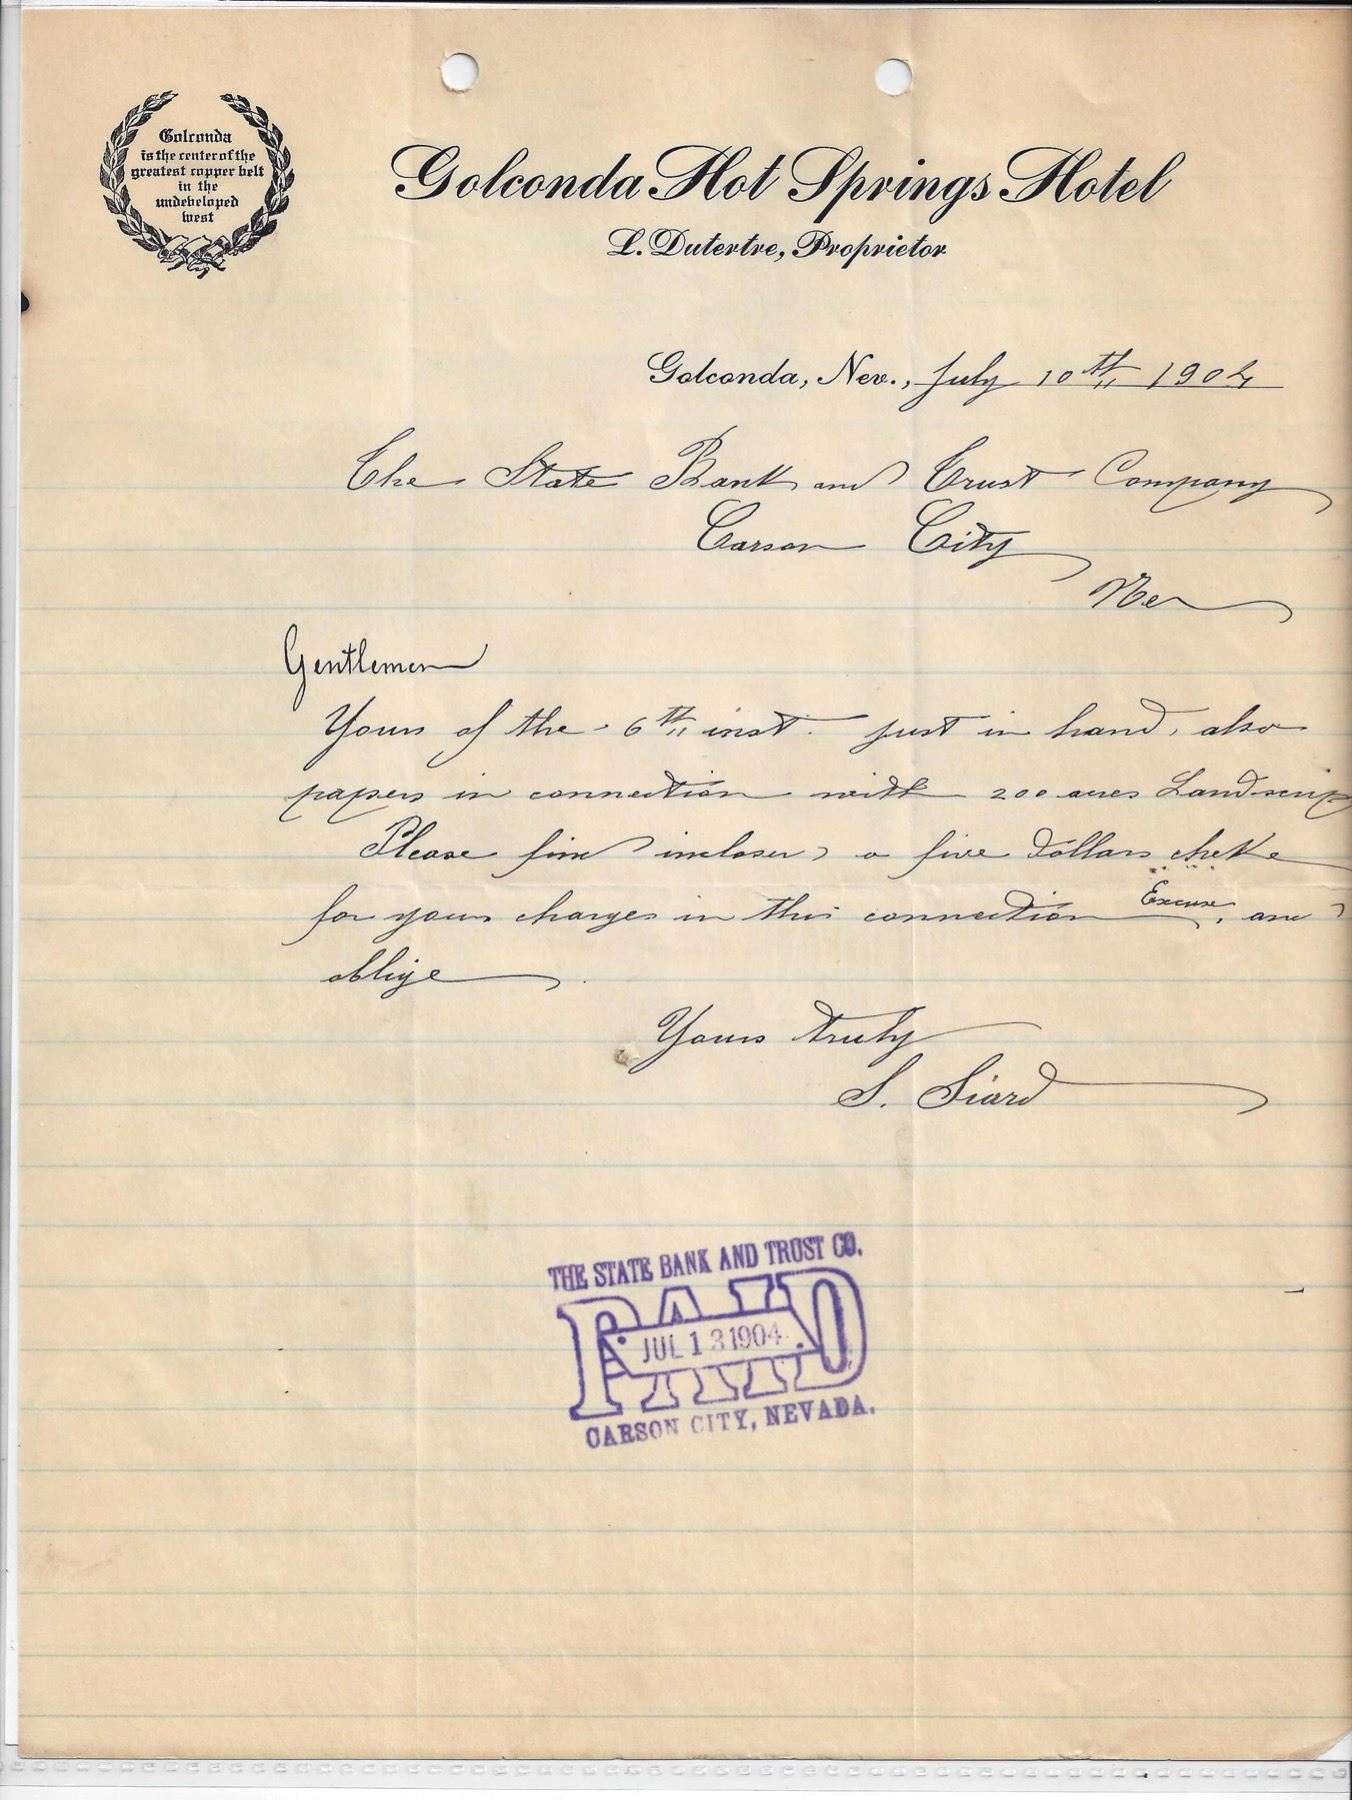 Golconda
is the center of the
greatest copper belt
in the
undeveloped
west
Golconda Hot Springs Hotel
L. Dutertre, Proprietor
Golconda, Nev., July 10th 1904
The State Bank and Trust Company
Carson City
Nev
Gentlemen
Yours of the 6th inst. just in hand, also
papers in connection with 200 acres Land scrip
Please find inclosed a five dollars cheke
for your charges in this connection Excuse, and
oblige
Yours truly
S. Siard
THE STATE BANK AND TRUST CO.
PAID
JUL 13 1904
CARSON CITY, NEVADA.